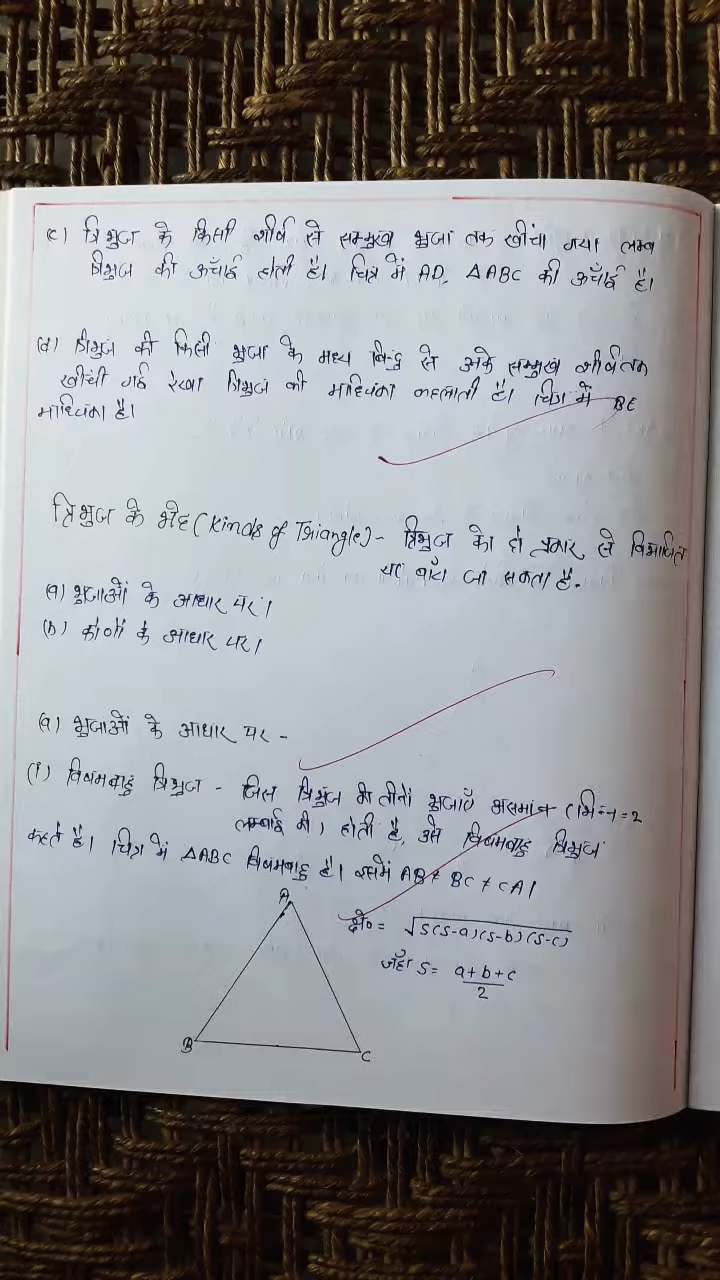 (c) त्रिभुज के किसी शीर्ष से सम्मुख भुजा तक खींचा गया लम्ब
त्रिभुज की ऊँचाई होती है। चित्र में AD, △ABC की ऊँचाई है।
(d) त्रिभुज की किसी भुजा के मध्य बिन्दु से उसके सम्मुख शीर्ष तक
खींची गई रेखा त्रिभुज की माध्यिका कहलाती है। चित्र में BE
माध्यिका है।
त्रिभुज के भेद (Kinds of Triangle) - त्रिभुज को दो प्रकार से विभाजित
या बाँटा जा सकता है-
(a) भुजाओं के आधार पर।
(b) कोणों के आधार पर।
(a) भुजाओं के आधार पर -
(i) विषमबाहु त्रिभुज - जिस त्रिभुज की तीनों भुजाएँ असमान (भिन्न-2
लम्बाई की) होती है, उसे विषमबाहु त्रिभुज
कहते है। चित्र में △ABC विषमबाहु है। इसमें AB ≠ BC ≠ CA।
A
क्षे० = √S(S-a)(S-b)(S-c)
जहाँ S = a+b+c
2
B C